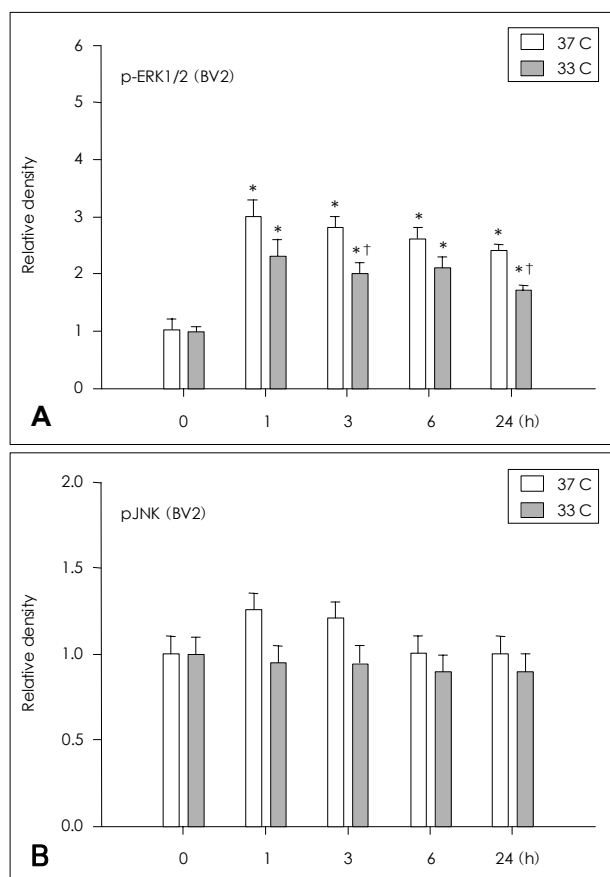 6
5
4
3
2
1
0
Relative density
p-ERK1/2 (BV2)
37 C
33 C
*
*
*
*†
*
*
*
*†
0 1 3 6 24 (h)
A
2.0
1.5
1.0
0.5
0.0
Relative density
pJNK (BV2)
37 C
33 C
0 1 3 6 24 (h)
B